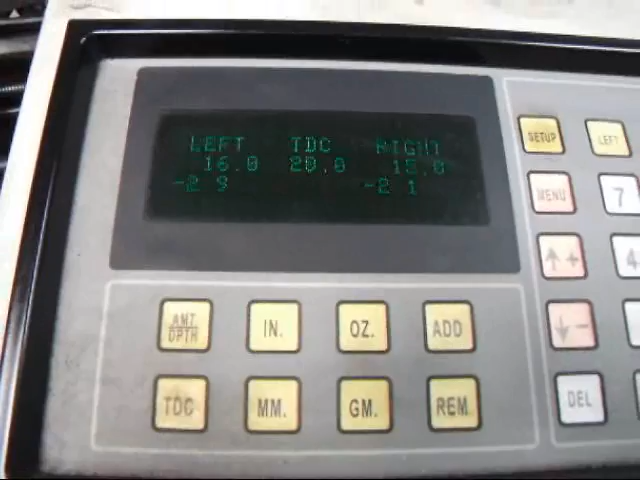 LEFT TDC RIGHT
16.0 20.0 15.0
-2 9 -2 1
SETUP LEFT
MENU 7
↑+ 4
↓-
DEL
AMT DPTH IN. OZ. ADD
TDC MM. GM. REM